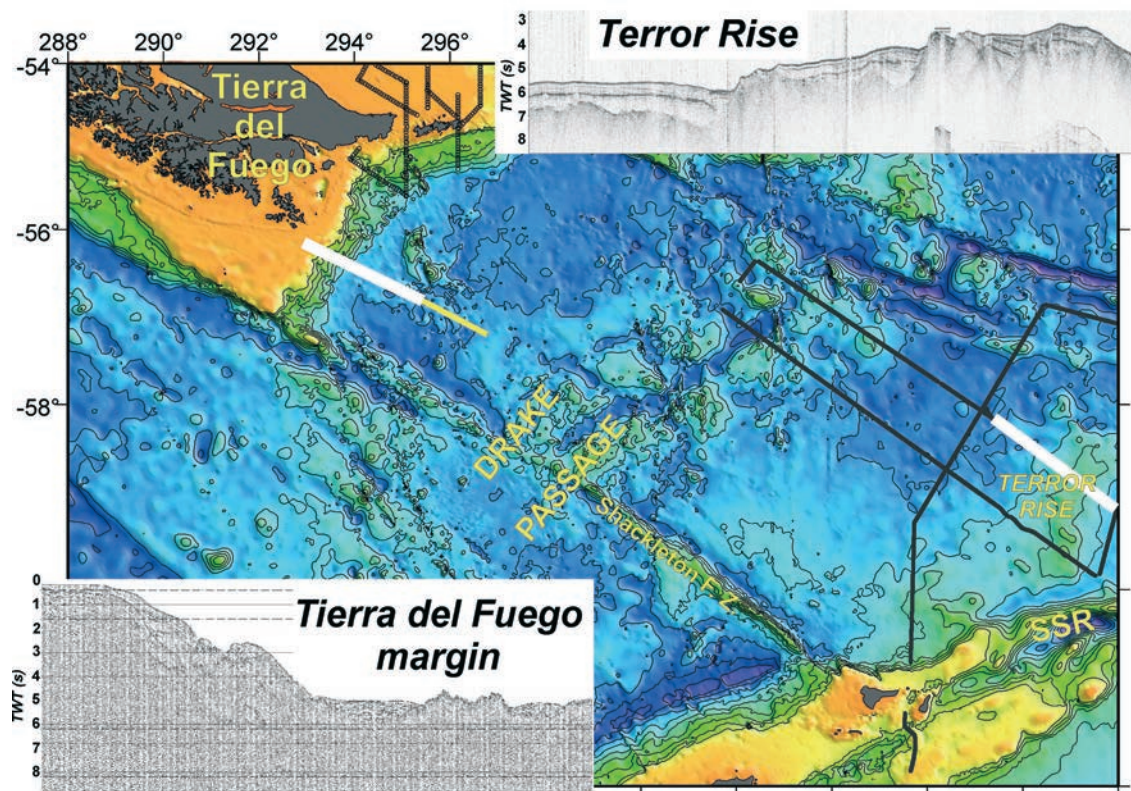 288° 290° 292° 294° 296°
-54°
-56°
-58°
Tierra
del
Fuego
Terror Rise
TWT (s)
3
4
5
6
7
8
DRAKE
PASSAGE
Shackleton F Z
TERROR
RISE
SSR
Tierra del Fuego
margin
TWT (s)
0
1
2
3
4
5
6
7
8